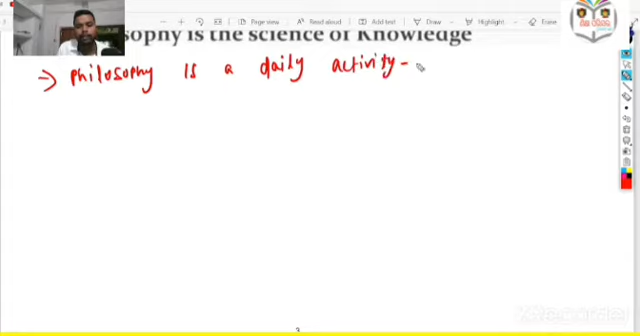 Page view
Read aloud
Add text
Draw
Highlight
Erase
sophy is the science of Knowledge
→ Philosophy is a daily activity -
3